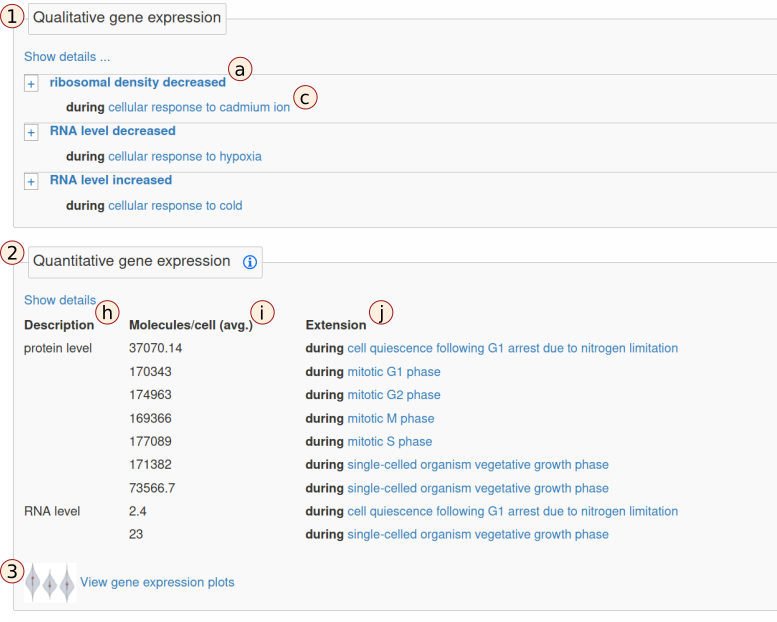 1 Qualitative gene expression
Show details ...
a
+ ribosomal density decreased
c
during cellular response to cadmium ion
+ RNA level decreased
during cellular response to hypoxia
+ RNA level increased
during cellular response to cold
2 Quantitative gene expression i
Show details
h i j
Description Molecules/cell (avg.) Extension
protein level 37070.14 during cell quiescence following G1 arrest due to nitrogen limitation
170343 during mitotic G1 phase
174963 during mitotic G2 phase
169366 during mitotic M phase
177089 during mitotic S phase
171382 during single-celled organism vegetative growth phase
73566.7 during single-celled organism vegetative growth phase
RNA level 2.4 during cell quiescence following G1 arrest due to nitrogen limitation
23 during single-celled organism vegetative growth phase
3 View gene expression plots